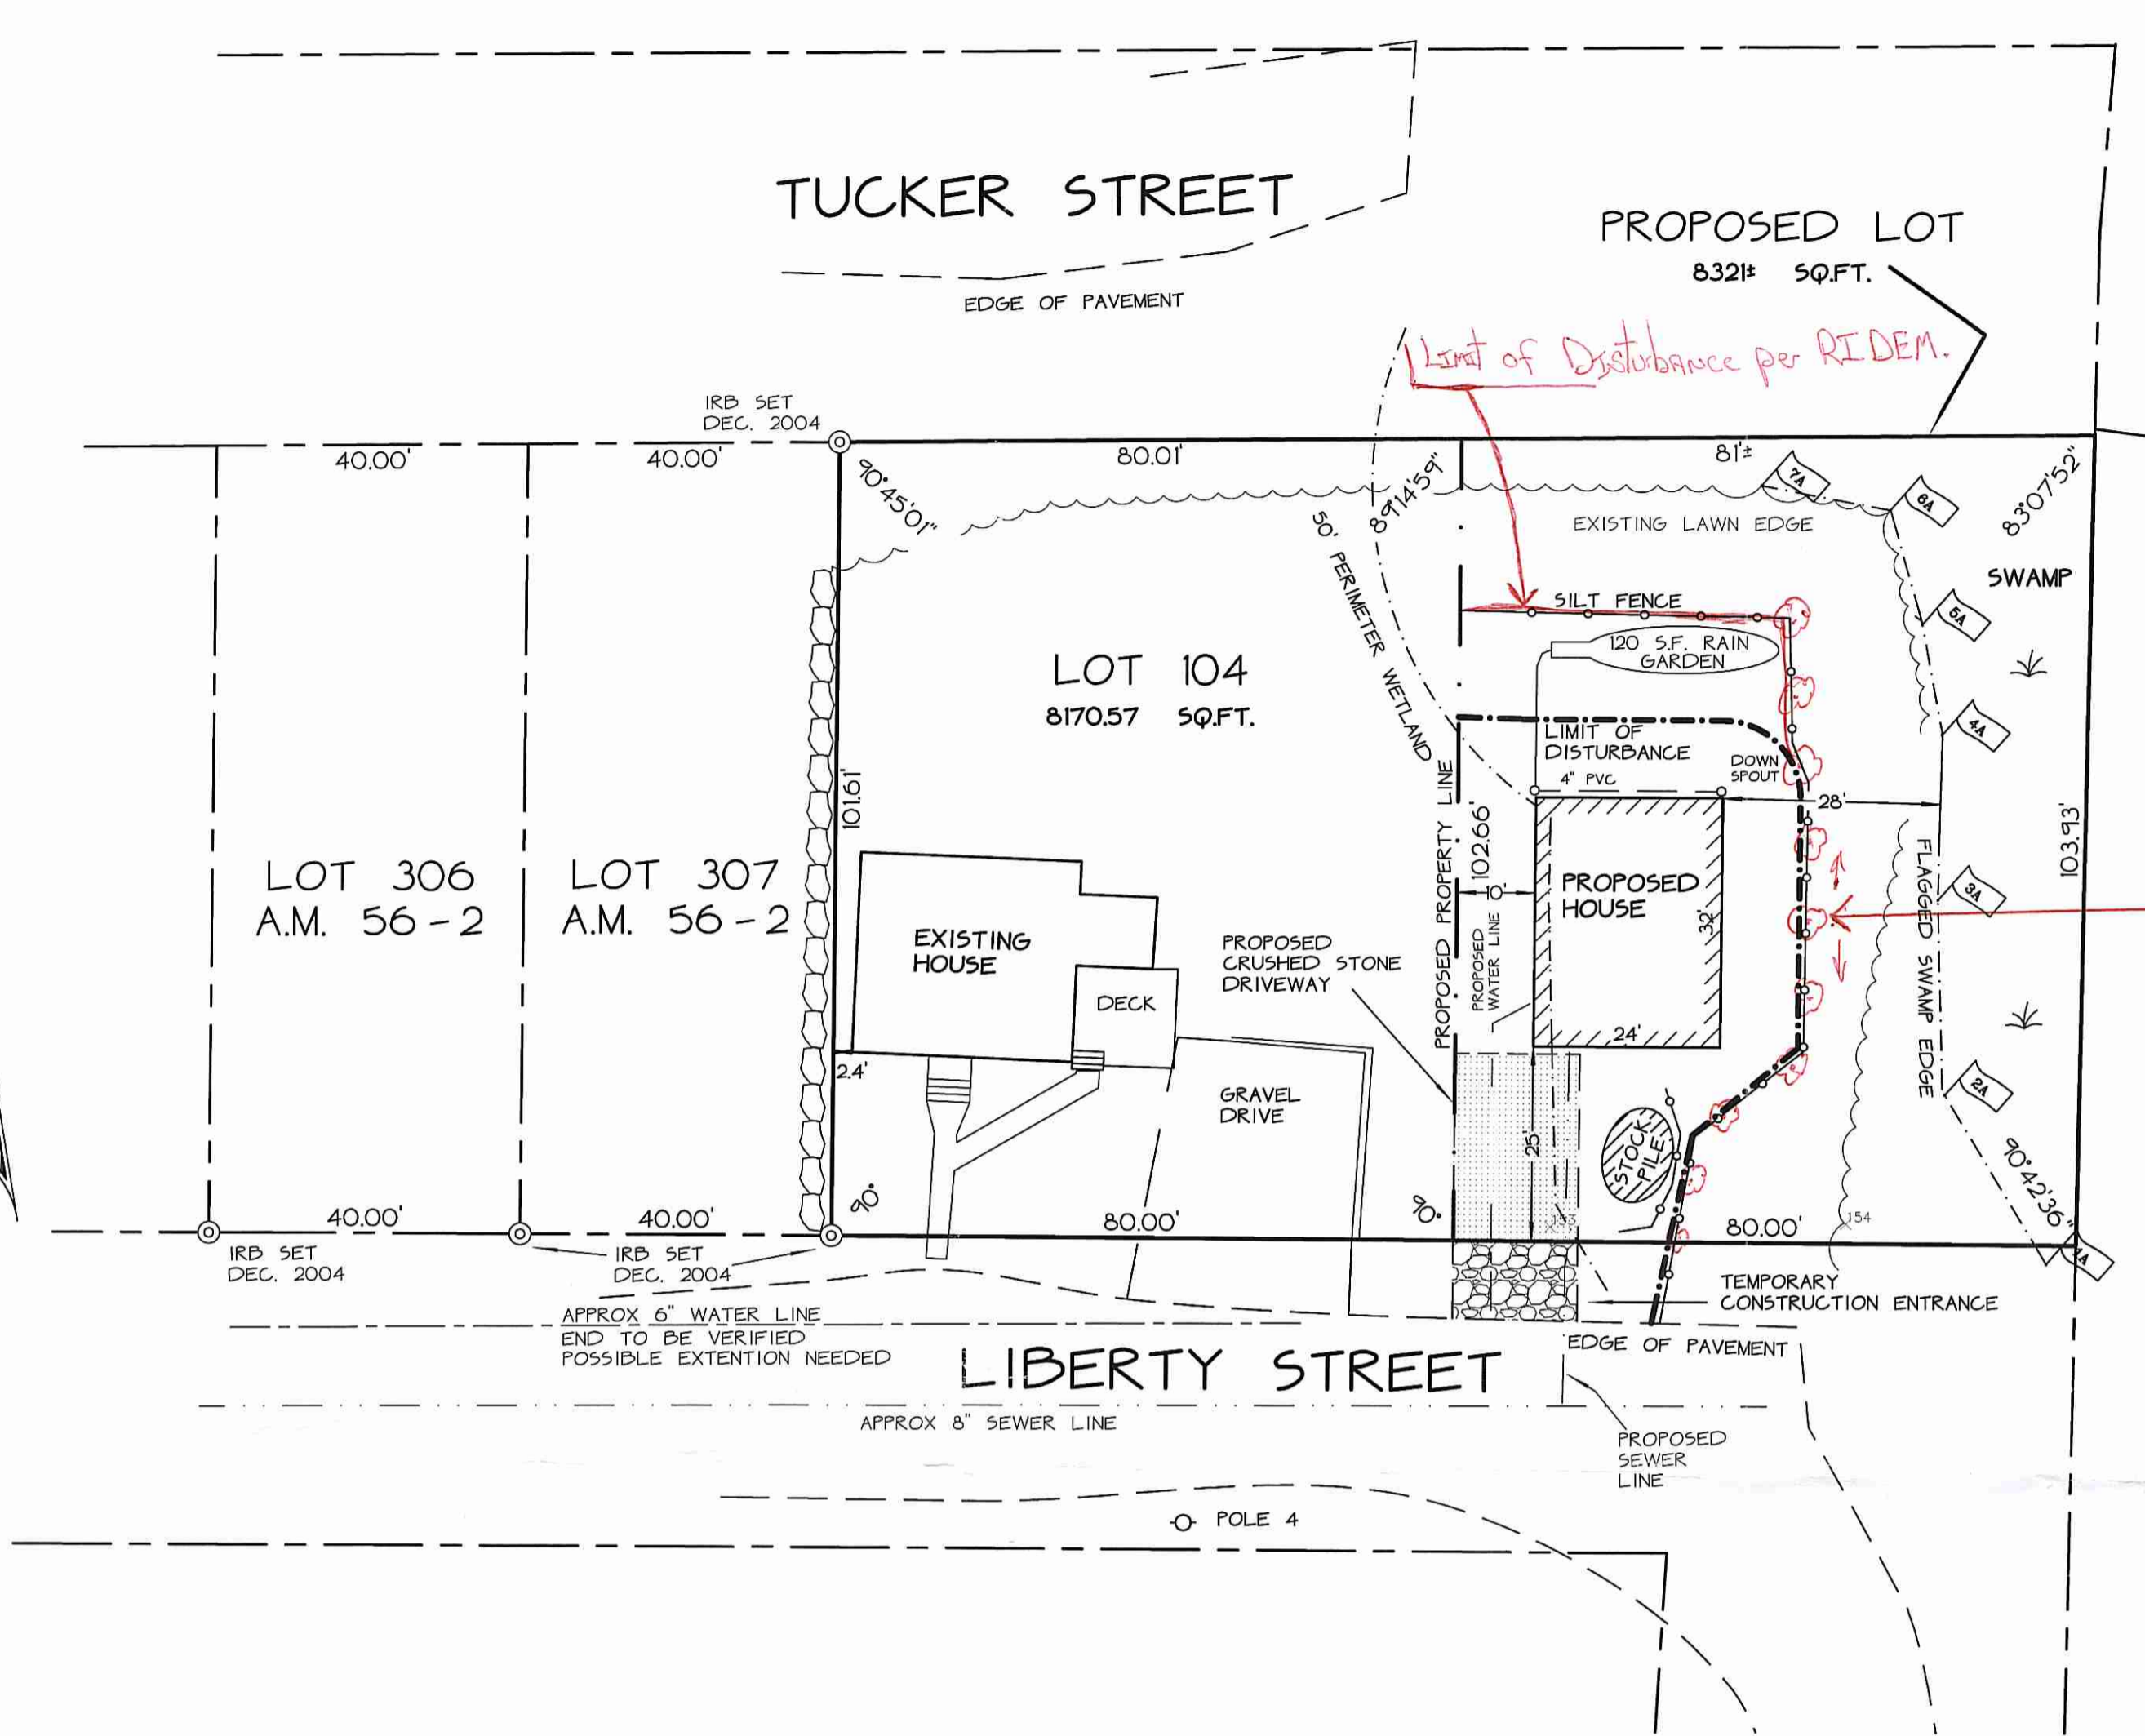 TUCKER STREET
EDGE OF PAVEMENT
PROPOSED LOT
8321± SQ.FT.
Limit of Disturbance per RIDEM.
IRB SET
DEC. 2004
40.00'
40.00'
80.01'
81'±
90°45'01"
89°14'59"
83°07'52"
7A
6A
5A
4A
3A
2A
1A
EXISTING LAWN EDGE
SWAMP
50' PERIMETER WETLAND
SILT FENCE
120 S.F. RAIN
GARDEN
LOT 104
8170.57 SQ.FT.
LIMIT OF
DISTURBANCE
DOWN
SPOUT
4" PVC
28'
101.61'
102.66'
103.93'
PROPOSED PROPERTY LINE
10'
PROPOSED
WATER LINE
PROPOSED
HOUSE
32'
24'
FLAGGED SWAMP EDGE
LOT 306
A.M. 56-2
LOT 307
A.M. 56-2
EXISTING
HOUSE
DECK
PROPOSED
CRUSHED STONE
DRIVEWAY
2.4'
GRAVEL
DRIVE
25'
STOCK
PILE
90°
90°
90°42'36"
40.00'
40.00'
80.00'
80.00'
153
154
IRB SET
DEC. 2004
IRB SET
DEC. 2004
TEMPORARY
CONSTRUCTION ENTRANCE
APPROX 6" WATER LINE
END TO BE VERIFIED
POSSIBLE EXTENTION NEEDED
EDGE OF PAVEMENT
LIBERTY STREET
APPROX 8" SEWER LINE
PROPOSED
SEWER
LINE
POLE 4